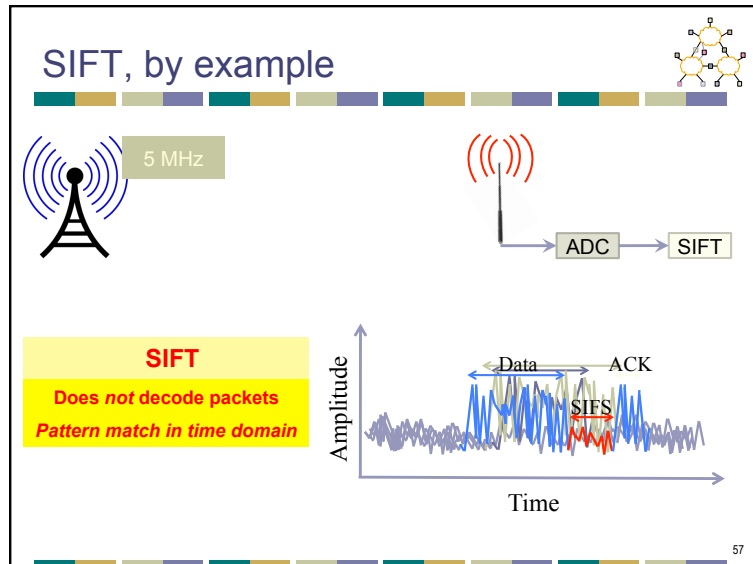 SIFT, by example
5 MHz
ADC
SIFT
SIFT
Does not decode packets
Pattern match in time domain
Amplitude
Data
ACK
SIFS
Time
57